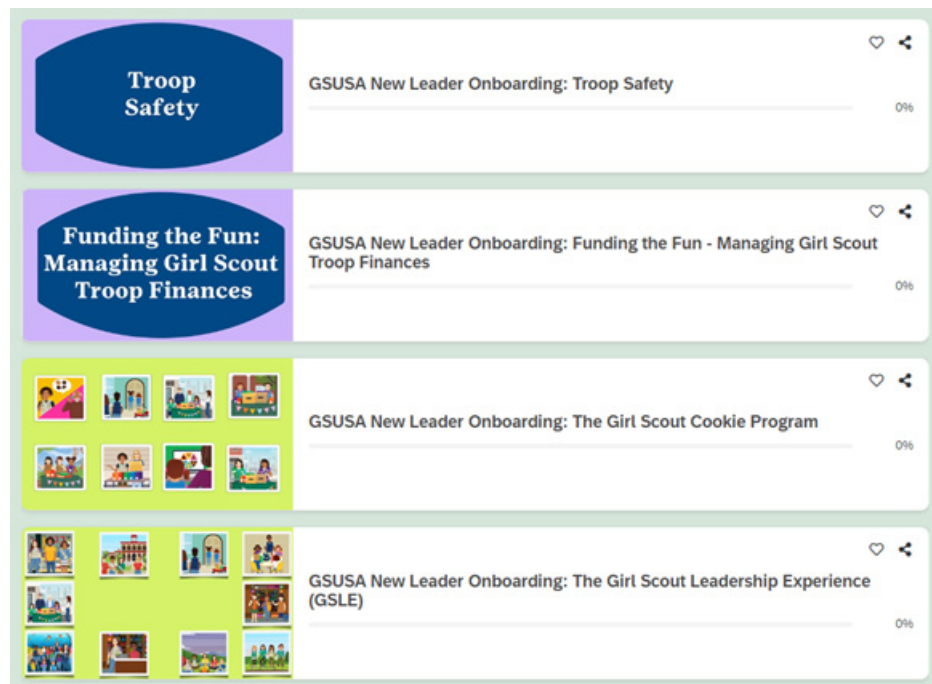 Troop
Safety
GSUSA New Leader Onboarding: Troop Safety
0%
Funding the Fun:
Managing Girl Scout
Troop Finances
GSUSA New Leader Onboarding: Funding the Fun - Managing Girl Scout
Troop Finances
0%
GSUSA New Leader Onboarding: The Girl Scout Cookie Program
0%
GSUSA New Leader Onboarding: The Girl Scout Leadership Experience
(GSLE)
0%